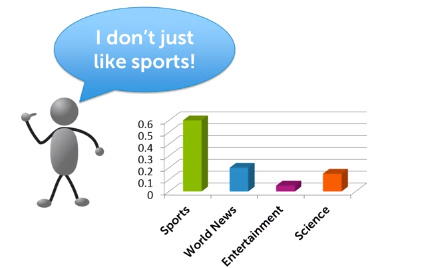 I don't just
like sports!
0.6
0.5
0.4
0.3
0.2
0.1
0
Sports
World News
Entertainment
Science